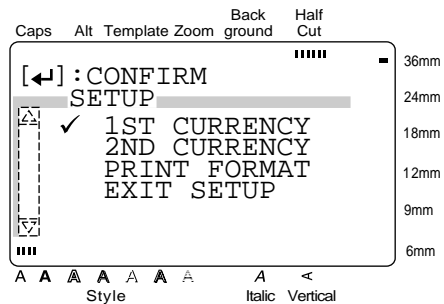 Back Half
Caps Alt Template Zoom ground Cut
36mm
[↵]:CONFIRM
SETUP
24mm
✓ 1ST CURRENCY
18mm
2ND CURRENCY
PRINT FORMAT
12mm
EXIT SETUP
9mm
6mm
A A A A A A A A A
Style Italic Vertical